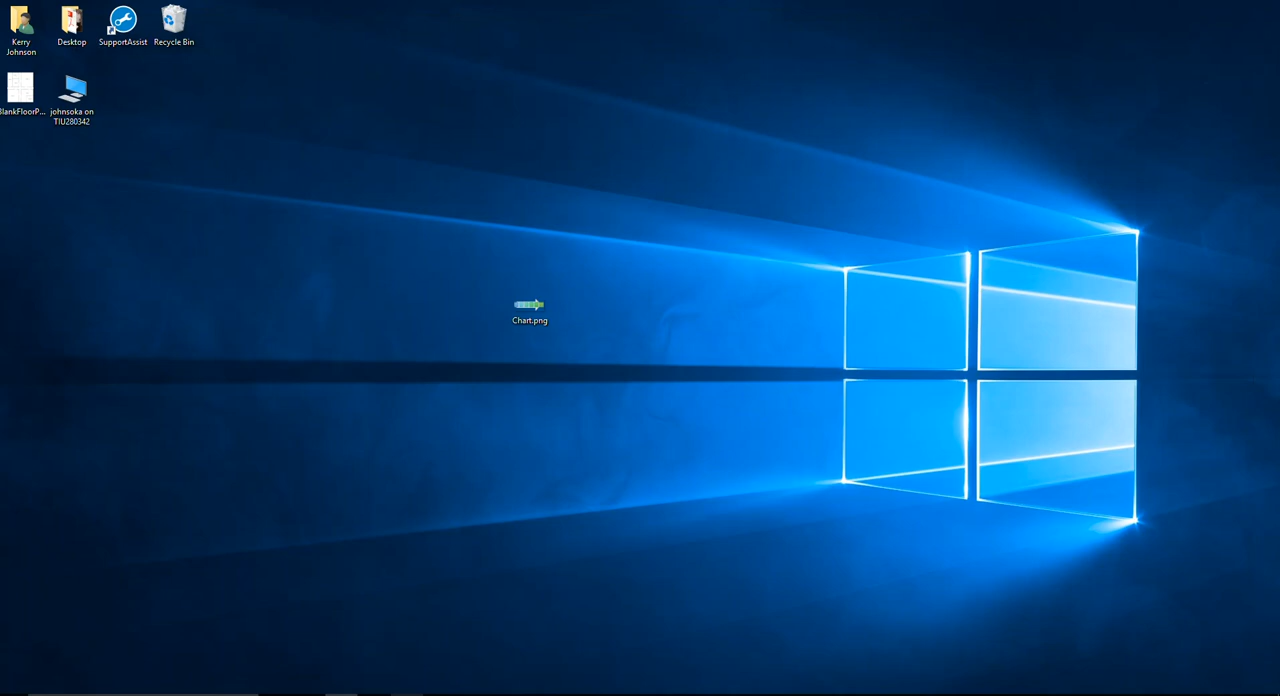 Kerry
Johnson
Desktop
SupportAssist
Recycle Bin
BlankFloorP...
johnsoka on
TIU280342
Chart.png